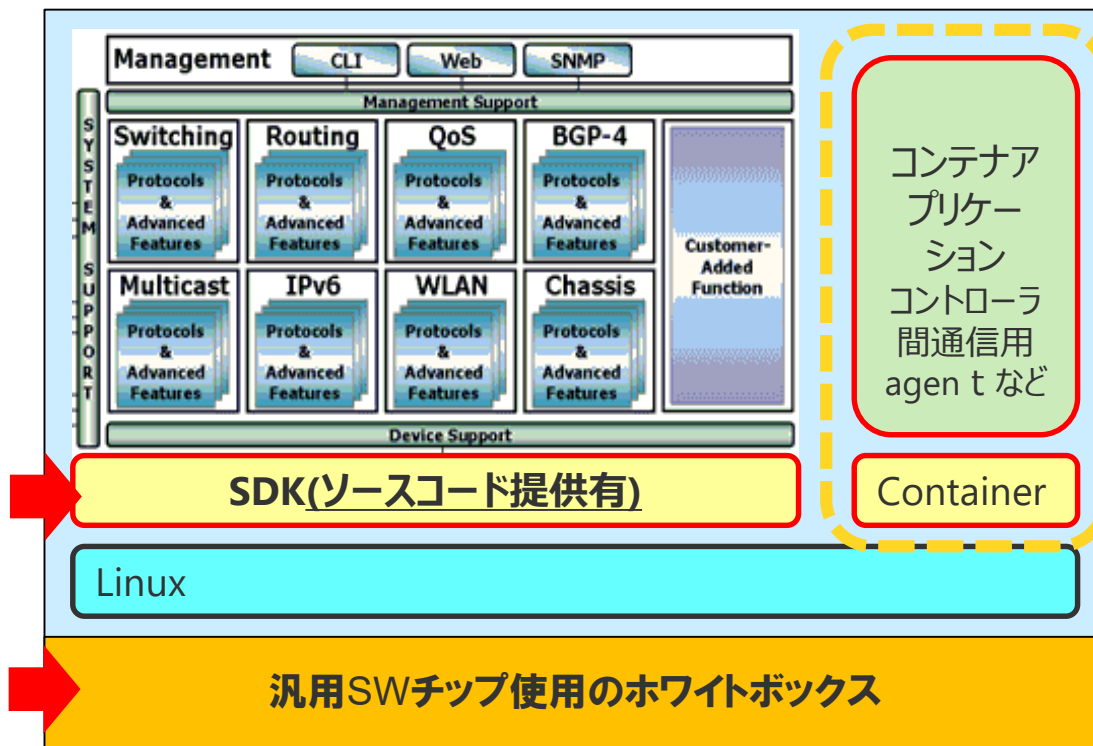 Management
CLI
Web
SNMP
Management Support
SYSTEM SUPPORT
Switching
Protocols
&
Advanced
Features
Routing
Protocols
&
Advanced
Features
QoS
Protocols
&
Advanced
Features
BGP-4
Protocols
&
Advanced
Features
Multicast
Protocols
&
Advanced
Features
IPv6
Protocols
&
Advanced
Features
WLAN
Protocols
&
Advanced
Features
Chassis
Protocols
&
Advanced
Features
Customer-
Added
Function
Device Support
コンテナア
プリケー
ション
コントローラ
間通信用
agen t など
SDK(ソースコード提供有)
Container
Linux
汎用SWチップ使用のホワイトボックス